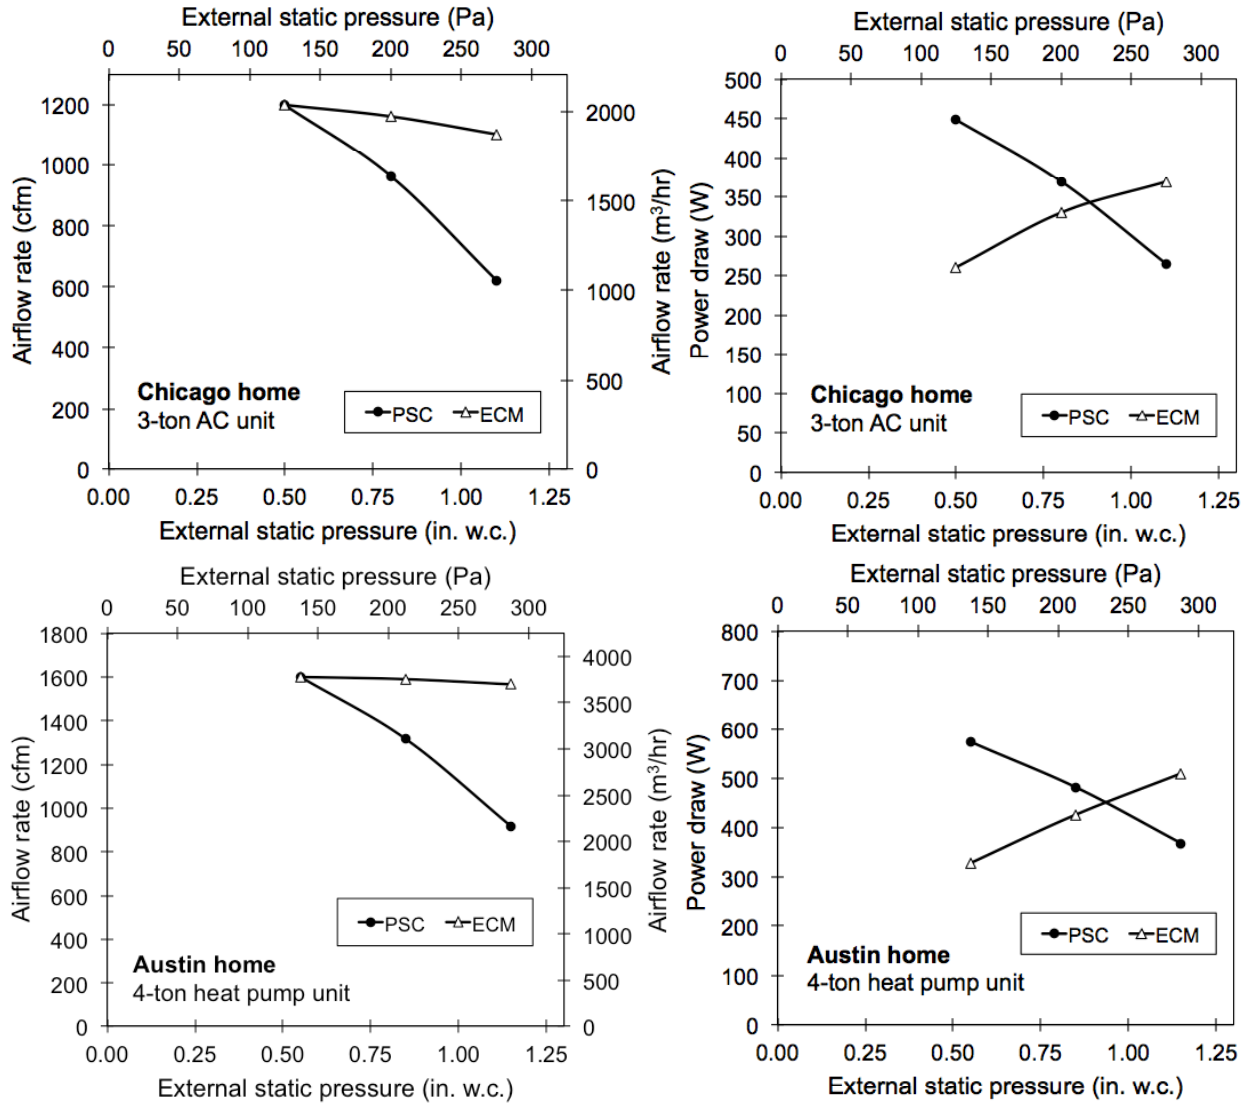 External static pressure (Pa)
0 50 100 150 200 250 300
1200
1000
800
600
400
200
0
Airflow rate (cfm)
2000
1500
1000
500
0
Airflow rate (m³/hr)
Chicago home
3-ton AC unit
PSC ECM
0.00 0.25 0.50 0.75 1.00 1.25
External static pressure (in. w.c.)
External static pressure (Pa)
0 50 100 150 200 250 300
500
450
400
350
300
250
200
150
100
50
0
Power draw (W)
Chicago home
3-ton AC unit
PSC ECM
0.00 0.25 0.50 0.75 1.00 1.25
External static pressure (in. w.c.)
External static pressure (Pa)
0 50 100 150 200 250 300
1800
1600
1400
1200
1000
800
600
400
200
0
Airflow rate (cfm)
4000
3500
3000
2500
2000
1500
1000
500
0
Airflow rate (m³/hr)
PSC ECM
Austin home
4-ton heat pump unit
0.00 0.25 0.50 0.75 1.00 1.25
External static pressure (in. w.c.)
External static pressure (Pa)
0 50 100 150 200 250 300
800
700
600
500
400
300
200
100
0
Power draw (W)
PSC ECM
Austin home
4-ton heat pump unit
0.00 0.25 0.50 0.75 1.00 1.25
External static pressure (in. w.c.)